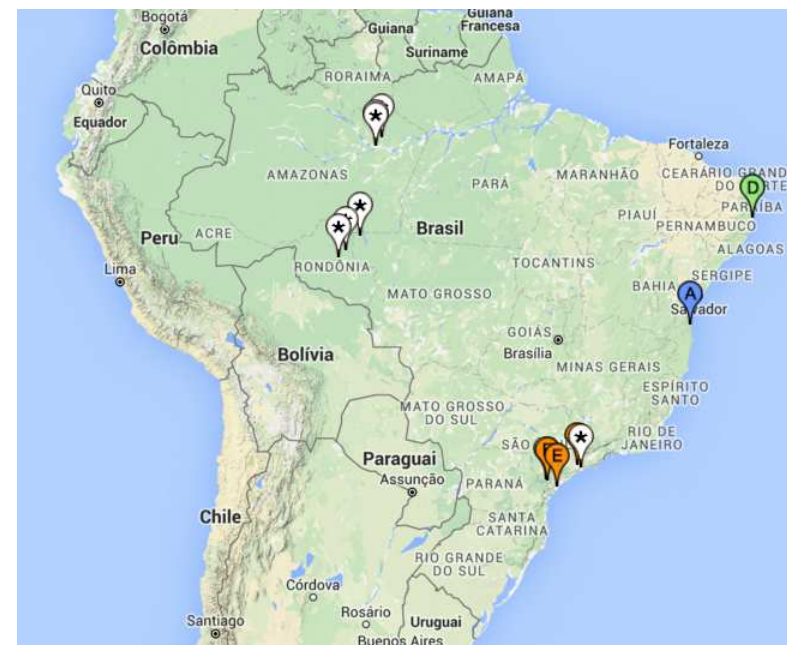 Bogotá
Colômbia
Guiana
Guiana
Francesa
Suriname
RORAIMA
AMAPÁ
Quito
Equador
*
Fortaleza
AMAZONAS
PARÁ
MARANHÃO
CEARÁ
RIO GRANDE
DO NORTE
D
PARAÍBA
PIAUÍ
PERNAMBUCO
*
*
Peru
ACRE
Brasil
ALAGOAS
Lima
RONDÔNIA
TOCANTINS
SERGIPE
BAHIA
A
Salvador
MATO GROSSO
GOIÁS
Brasília
Bolívia
MINAS GERAIS
ESPÍRITO
SANTO
MATO GROSSO
DO SUL
RIO DE
JANEIRO
SÃO
*
E
Paraguai
Assunção
PARANÁ
Chile
SANTA
CATARINA
RIO GRANDE
DO SUL
Córdova
Rosário
Santiago
Uruguai
Buenos Aires